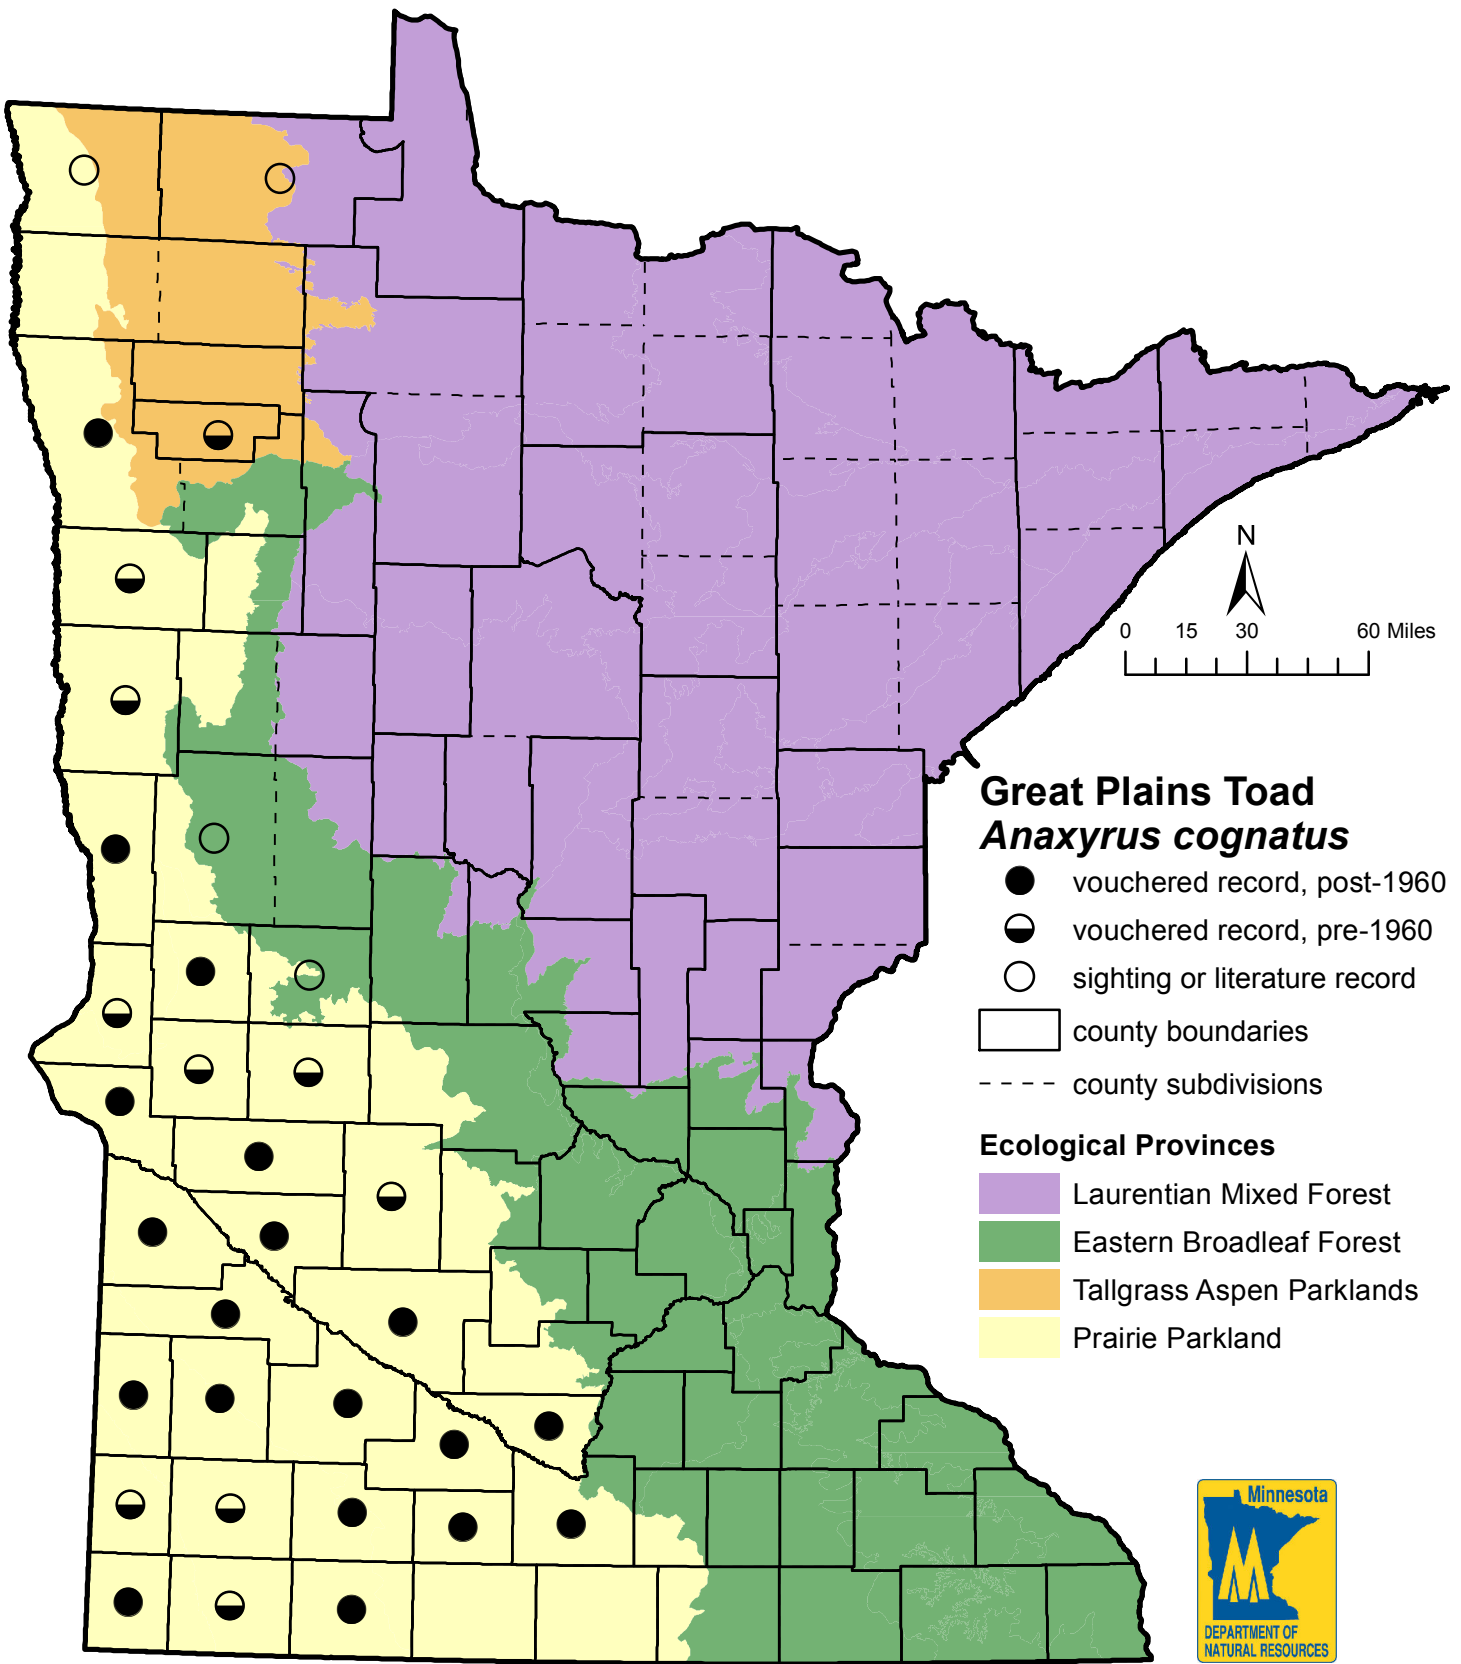 N
0 15 30 60 Miles
Great Plains Toad
Anaxyrus cognatus
vouchered record, post-1960
vouchered record, pre-1960
sighting or literature record
county boundaries
county subdivisions
Ecological Provinces
Laurentian Mixed Forest
Eastern Broadleaf Forest
Tallgrass Aspen Parklands
Prairie Parkland
Minnesota
DEPARTMENT OF
NATURAL RESOURCES